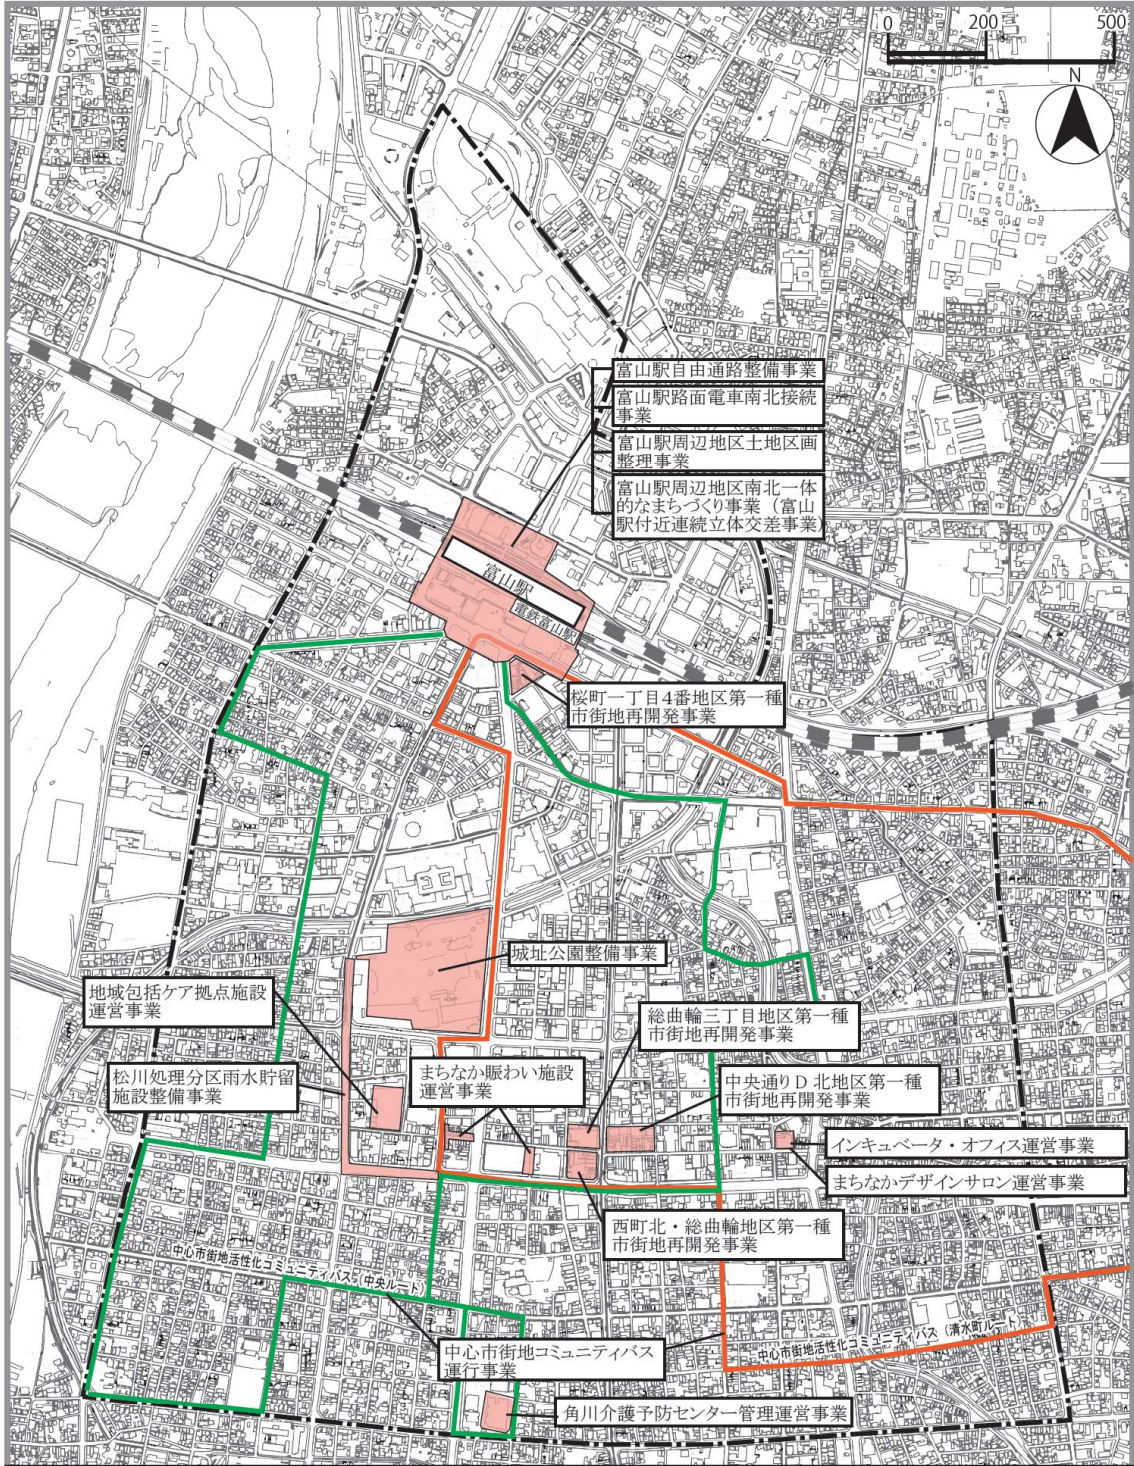 0 200 500
N
富山駅自由通路整備事業
富山駅路面電車南北接続
事業
富山駅周辺地区土地区画
整理事業
富山駅周辺地区南北一体
的なまちづくり事業（富山
駅付近連続立体交差事業）
富山駅
電鉄富山駅
桜町一丁目4番地区第一種
市街地再開発事業
城址公園整備事業
地域包括ケア拠点施設
運営事業
総曲輪三丁目地区第一種
市街地再開発事業
松川処理分区雨水貯留
施設整備事業
まちなか賑わい施設
運営事業
中央通りD北地区第一種
市街地再開発事業
インキュベータ・オフィス運営事業
まちなかデザインサロン運営事業
西町北・総曲輪地区第一種
市街地再開発事業
中心市街地活性化コミュニティバス（中央ルート）
中心市街地活性化コミュニティバス（清水町ルート）
中心市街地コミュニティバス
運行事業
角川介護予防センター管理運営事業